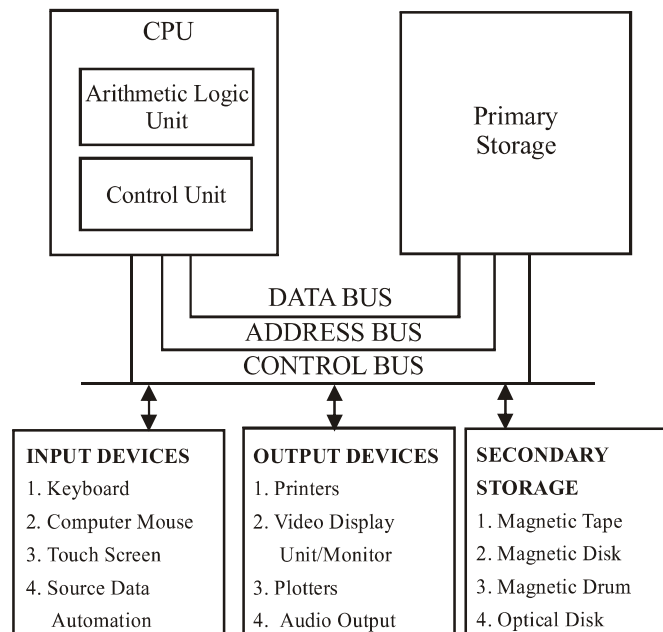 CPU
Arithmetic Logic
Unit
Control Unit
Primary
Storage
DATA BUS
ADDRESS BUS
CONTROL BUS
INPUT DEVICES
1. Keyboard
2. Computer Mouse
3. Touch Screen
4. Source Data
Automation
OUTPUT DEVICES
1. Printers
2. Video Display
Unit/Monitor
3. Plotters
4. Audio Output
SECONDARY
STORAGE
1. Magnetic Tape
2. Magnetic Disk
3. Magnetic Drum
4. Optical Disk